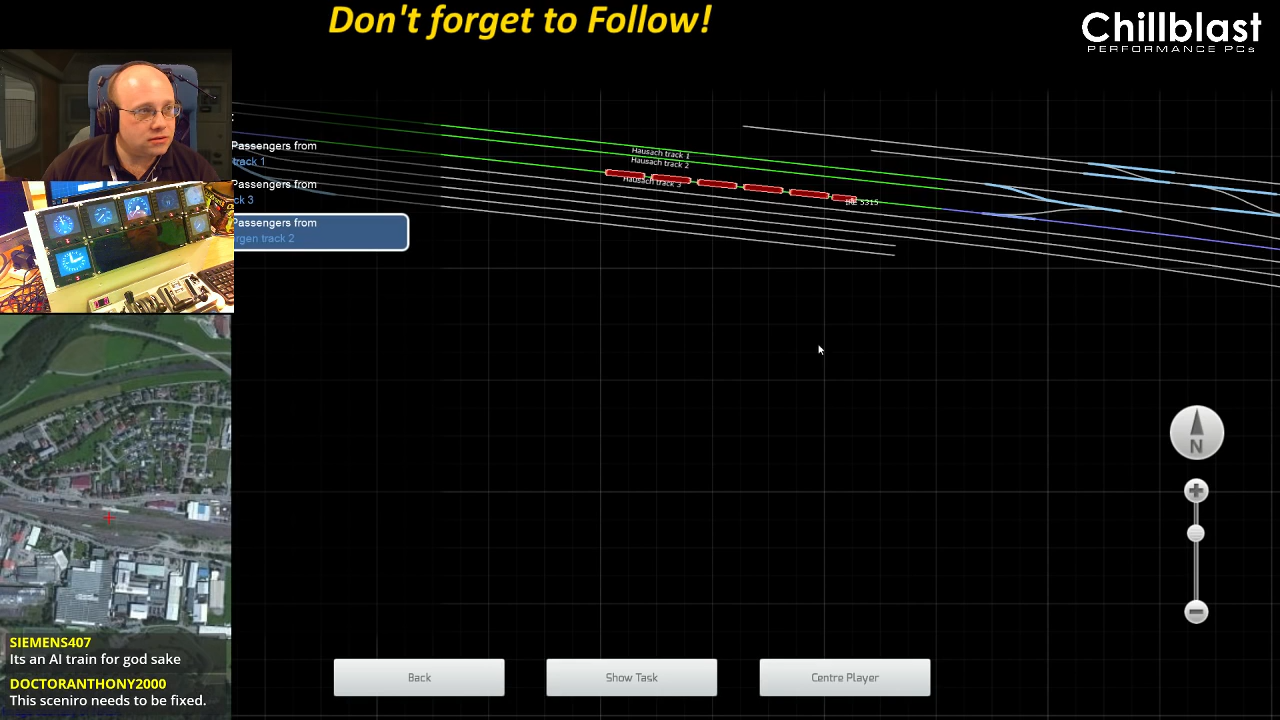 Don't forget to Follow!
Chillblast
PERFORMANCE PCs
:
Passengers from
track 1
Passengers from
ck 3
Passengers from
rgen track 2
Hausach track 1
Hausach track 2
Hausach track 3
5315
N
SIEMENS407
Its an AI train for god sake
DOCTORANTHONY2000
This sceniro needs to be fixed.
Back
Show Task
Centre Player